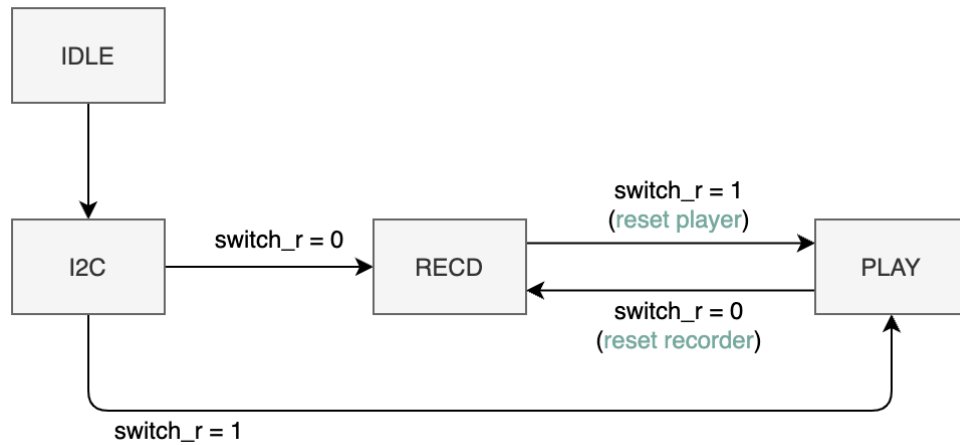 IDLE
switch_r = 1
(reset player)
I2C
switch_r = 0
RECD
PLAY
switch_r = 0
(reset recorder)
switch_r = 1